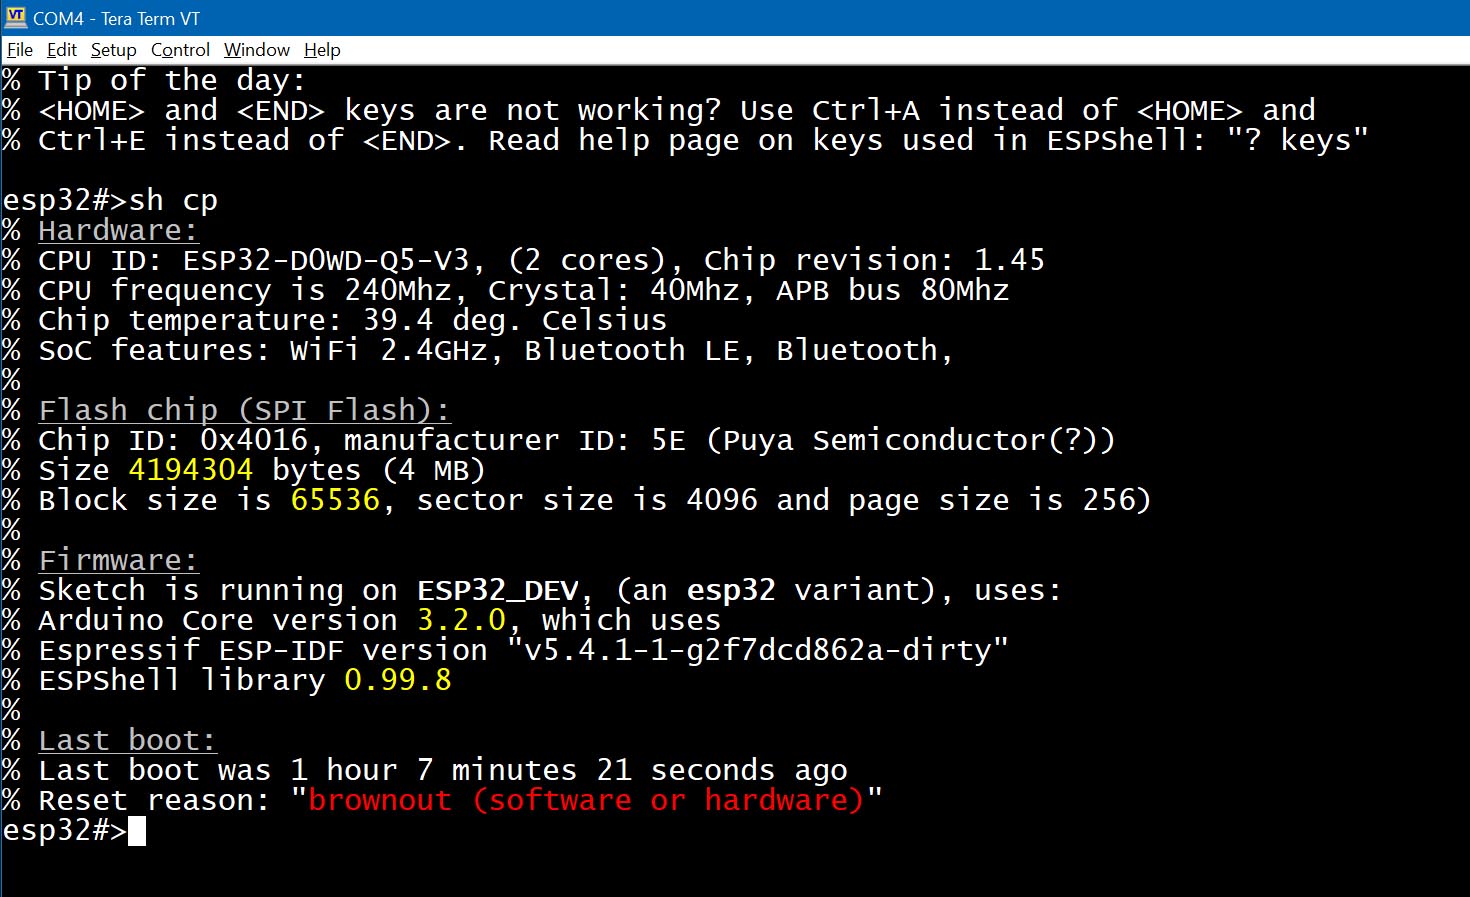 COM4 - Tera Term VT
File Edit Setup Control Window Help
% Tip of the day:
% <HOME> and <END> keys are not working? Use Ctrl+A instead of <HOME> and
% Ctrl+E instead of <END>. Read help page on keys used in ESPShell: "? keys"
esp32#>sh cp
% Hardware:
% CPU ID: ESP32-D0WD-Q5-V3, (2 cores), Chip revision: 1.45
% CPU frequency is 240Mhz, Crystal: 40Mhz, APB bus 80Mhz
% Chip temperature: 39.4 deg. Celsius
% SoC features: WiFi 2.4GHz, Bluetooth LE, Bluetooth,
%
% Flash chip (SPI Flash):
% Chip ID: 0x4016, manufacturer ID: 5E (Puya Semiconductor(?))
% Size 4194304 bytes (4 MB)
% Block size is 65536, sector size is 4096 and page size is 256)
%
% Firmware:
% Sketch is running on ESP32_DEV, (an esp32 variant), uses:
% Arduino Core version 3.2.0, which uses
% Espressif ESP-IDF version "v5.4.1-1-g2f7dcd862a-dirty"
% ESPShell library 0.99.8
%
% Last boot:
% Last boot was 1 hour 7 minutes 21 seconds ago
% Reset reason: "brownout (software or hardware)"
esp32#>